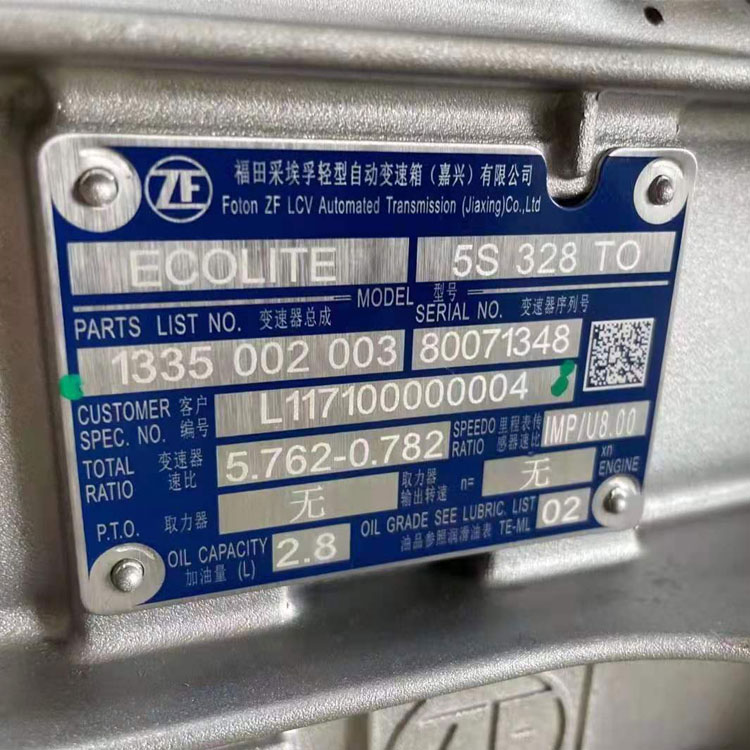 ZF
福田采埃孚轻型自动变速箱(嘉兴)有限公司
Foton ZF LCV Automated Transmission (Jiaxing)Co.,Ltd
ECOLITE 5S 328 TO
MODEL 型号
PARTS LIST NO. 变速器总成 SERIAL NO. 变速器序列号
1335 002 003 80071348
CUSTOMER 客户 SPEC. NO. 编号 L117100000004
TOTAL RATIO 变速器速比 5.762-0.782 SPEEDO RATIO 里程表传感器速比 IMP/U8.00
P.T.O. 取力器 无 取力器输出转速 n= 无 xn ENGINE
OIL CAPACITY 加油量 (L) 2.8 OIL GRADE SEE LUBRIC. LIST 油品参照润滑油表 TE-ML 02
ZF